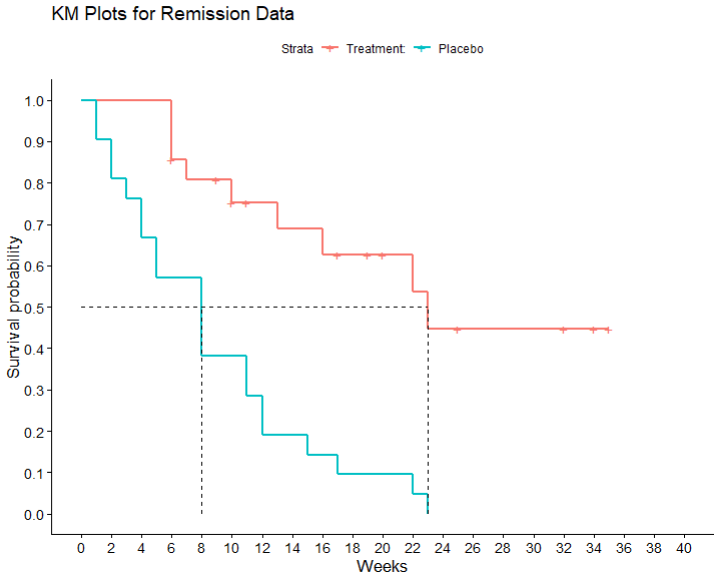 KM Plots for Remission Data
Strata Treatment: Placebo
1.0
0.9
0.8
0.7
0.6
0.5
0.4
0.3
0.2
0.1
0.0
Survival probability
0 2 4 6 8 10 12 14 16 18 20 22 24 26 28 30 32 34 36 38 40
Weeks